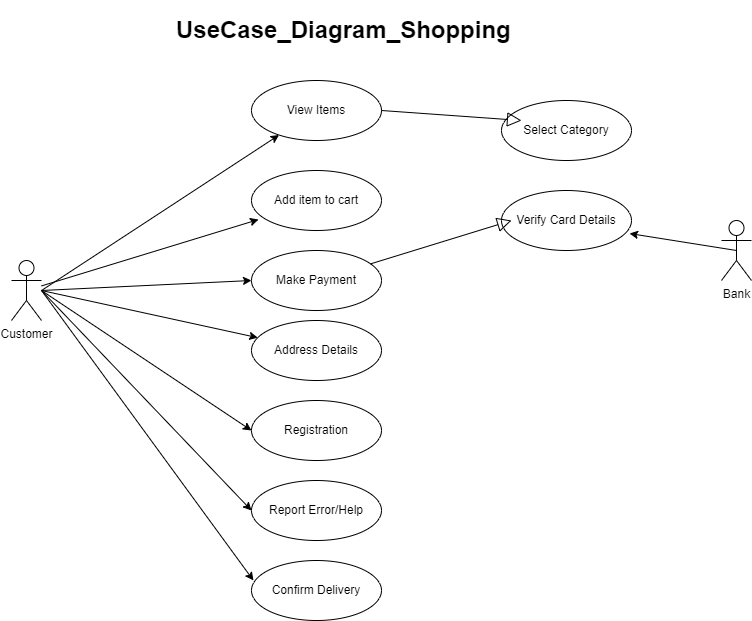 UseCase_Diagram_Shopping
View Items
Select Category
Add item to cart
Verify Card Details
Make Payment
Bank
Customer
Address Details
Registration
Report Error/Help
Confirm Delivery